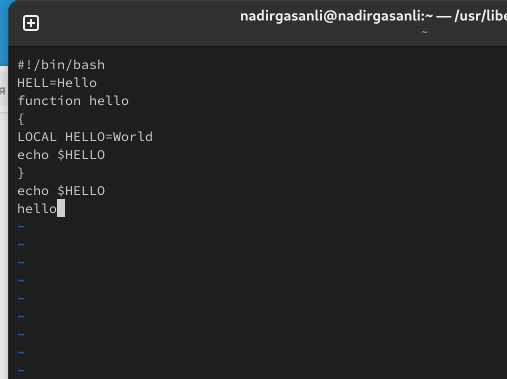 nadirgasanli@nadirgasanli:~ — /usr/libe
~
я
#!/bin/bash
HELL=Hello
function hello
{
LOCAL HELLO=World
echo $HELLO
}
echo $HELLO
hello
~
~
~
~
~
~
~
~
~